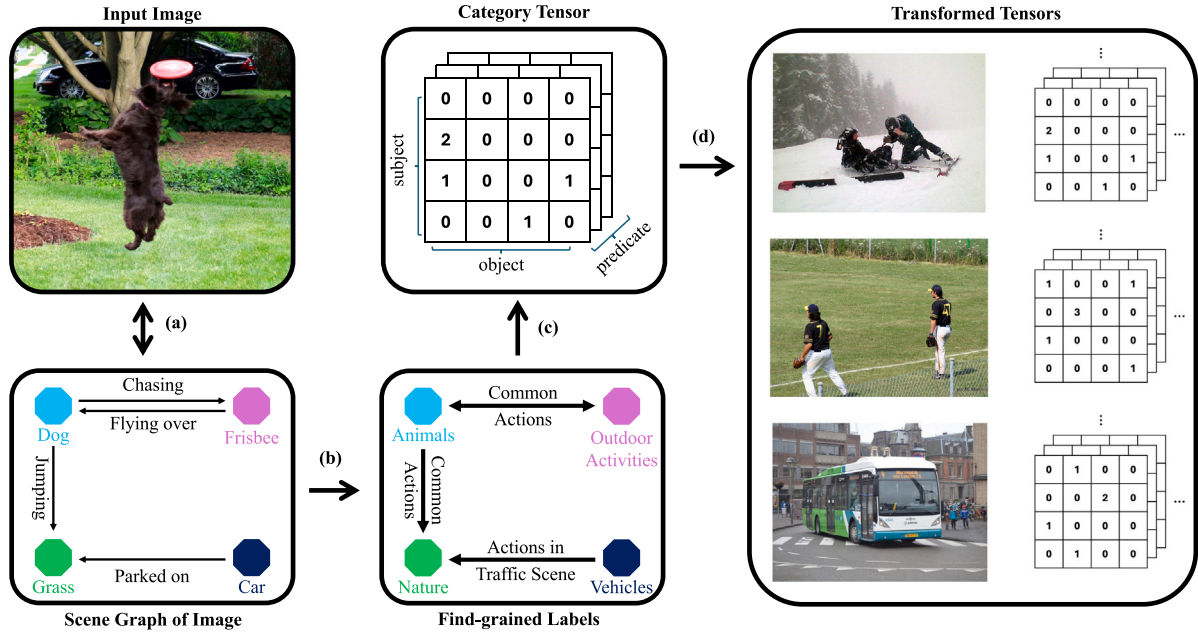 Input Image
Category Tensor
Transformed Tensors
0 0 0 0
2 0 0 0
1 0 0 1
0 0 1 0
subject
object
predicate
(a)
(c)
(d)
Chasing
Flying over
Dog
Frisbee
Jumping
Grass
Parked on
Car
Scene Graph of Image
(b)
Common
Actions
Animals
Outdoor
Activities
Common
Actions
Nature
Actions in
Traffic Scene
Vehicles
Find-grained Labels
⋮
0 0 0 0
2 0 0 0
1 0 0 1
0 0 1 0
...
7
47
⋮
1 0 0 1
0 3 0 0
1 0 0 0
0 0 0 1
...
⋮
0 1 0 0
0 0 2 0
1 0 0 0
0 1 0 0
...